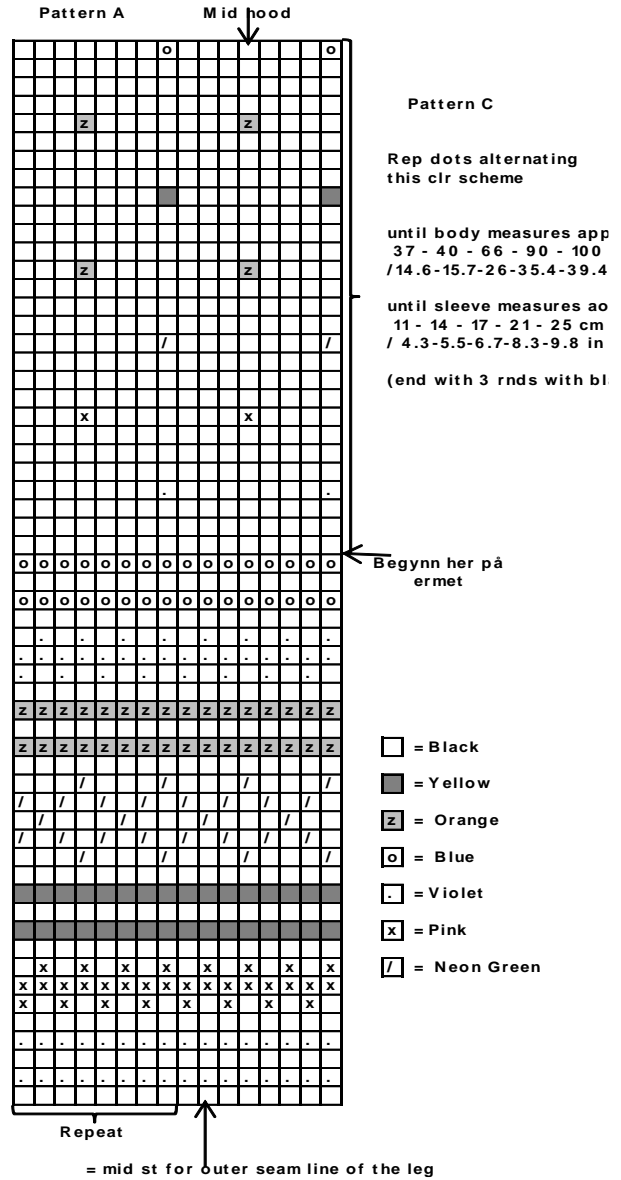 Pattern A
Mid hood
Pattern C
Rep dots alternating
this clr scheme
until body measures app
37 - 40 - 66 - 90 - 100
/14.6-15.7-26-35.4-39.4
until sleeve measures ao
11 - 14 - 17 - 21 - 25 cm
/ 4.3-5.5-6.7-8.3-9.8 in
(end with 3 rnds with bl
Begynn her på
ermet
= Black
= Yellow
z = Orange
o = Blue
. = Violet
x = Pink
/ = Neon Green
Repeat
= mid st for outer seam line of the leg